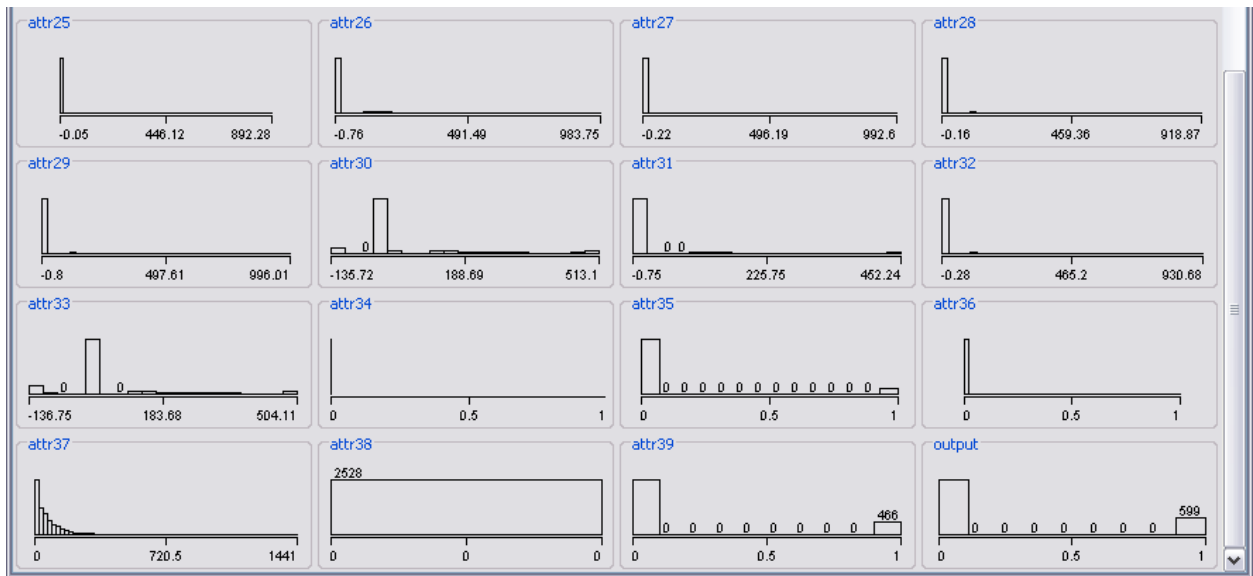 attr25 attr26 attr27 attr28
-0.05 446.12 892.28 -0.76 491.49 983.75 -0.22 496.19 992.6 -0.16 459.36 918.87
attr29 attr30 attr31 attr32
0 0 0
-0.8 497.61 996.01 -135.72 188.69 513.1 -0.75 225.75 452.24 -0.28 465.2 930.68
attr33 attr34 attr35 attr36
0 0 0 0 0 0 0 0 0 0 0 0 0 0
-136.75 183.68 504.11 0 0.5 1 0 0.5 1 0 0.5 1
attr37 attr38 attr39 output
2528
466 599
0 0 0 0 0 0 0 0 0 0 0 0 0 0 0
0 720.5 1441 0 0 0 0 0.5 1 0 0.5 1